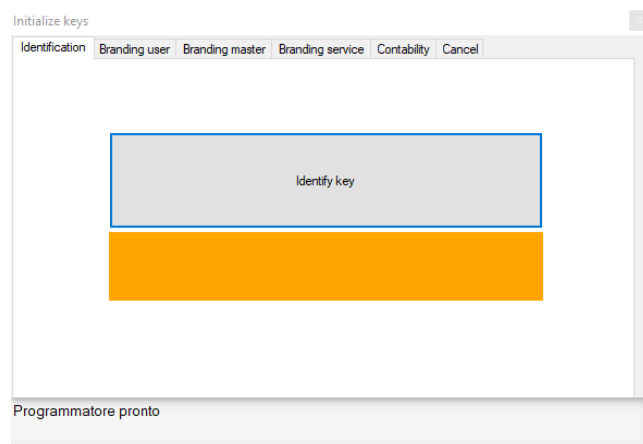 Initialize keys
Identification Branding user Branding master Branding service Contability Cancel
Identify key
Programmatore pronto